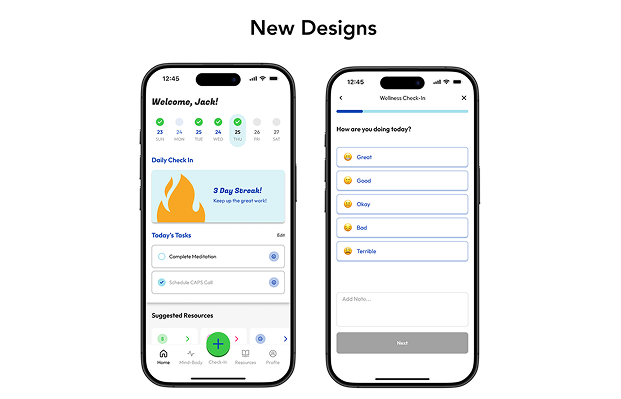 New Designs
12:45
Welcome, Jack!
23 24 25 24 25 26 27
SUN MON TUE WED THU FRI SAT
Daily Check In
3 Day Streak!
Keep up the great work!
Today's Tasks Edit
Complete Meditation
Schedule CAPS Call
Suggested Resources
Home Mind-Body Check-In Resources Profile
12:45
Wellness Check-In
How are you doing today?
Great
Good
Okay
Bad
Terrible
Add Note...
Next